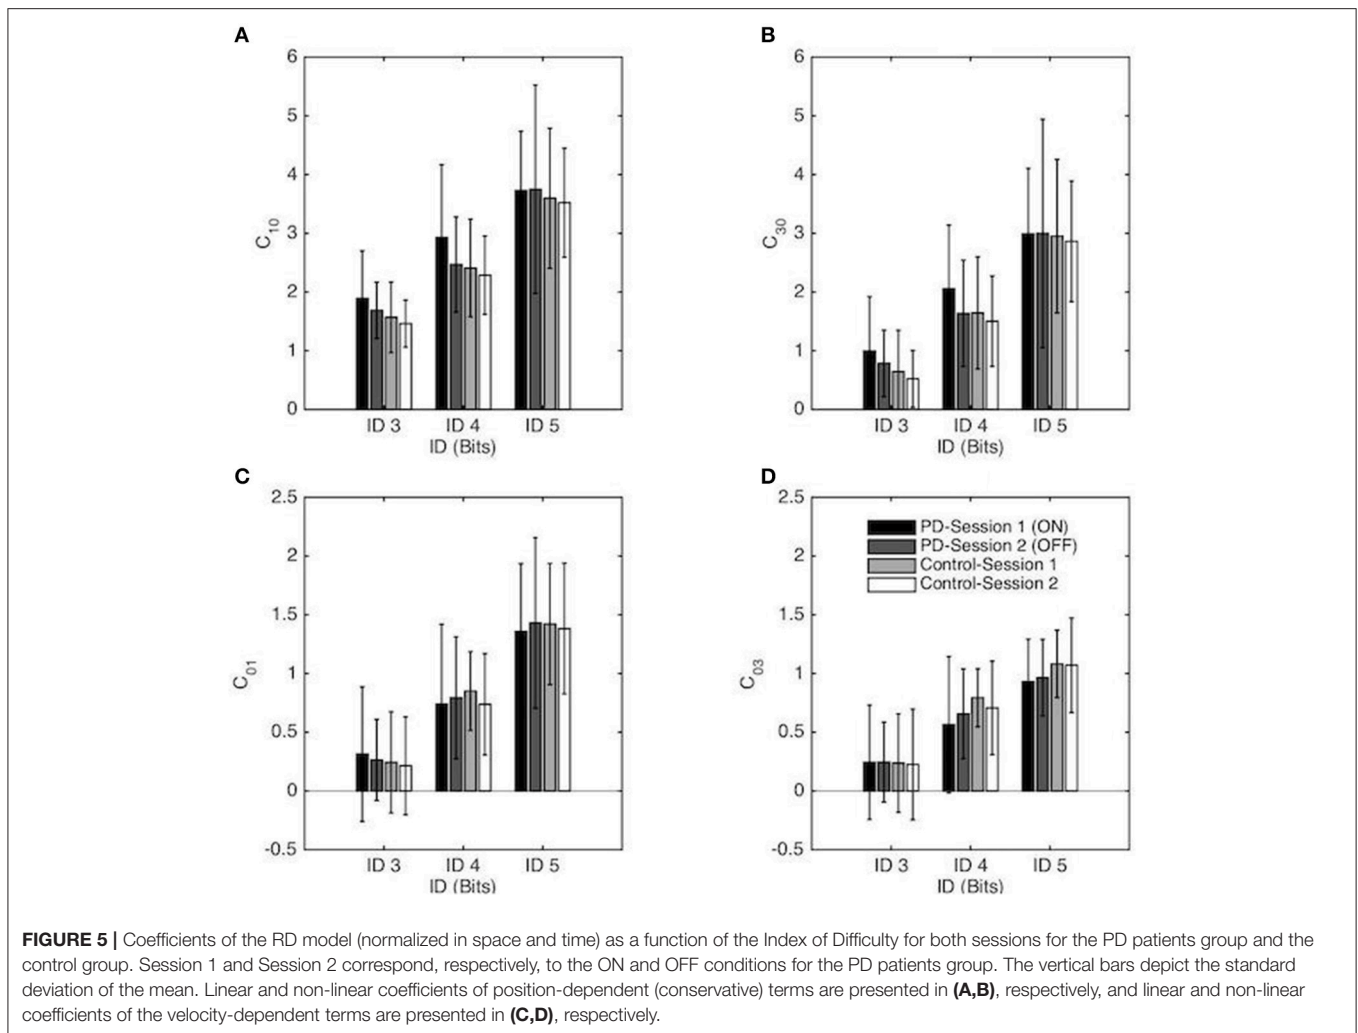 A
6
5
4
3
2
1
0
C10
ID 3 ID 4 ID 5
ID (Bits)
B
6
5
4
3
2
1
0
C30
ID 3 ID 4 ID 5
ID (Bits)
C
2.5
2
1.5
1
0.5
0
-0.5
C01
ID 3 ID 4 ID 5
ID (Bits)
D
2.5
2
1.5
1
0.5
0
-0.5
C03
PD-Session 1 (ON)
PD-Session 2 (OFF)
Control-Session 1
Control-Session 2
ID 3 ID 4 ID 5
ID (Bits)
FIGURE 5 | Coefficients of the RD model (normalized in space and time) as a function of the Index of Difficulty for both sessions for the PD patients group and the
control group. Session 1 and Session 2 correspond, respectively, to the ON and OFF conditions for the PD patients group. The vertical bars depict the standard
deviation of the mean. Linear and non-linear coefficients of position-dependent (conservative) terms are presented in (A,B), respectively, and linear and non-linear
coefficients of the velocity-dependent terms are presented in (C,D), respectively.